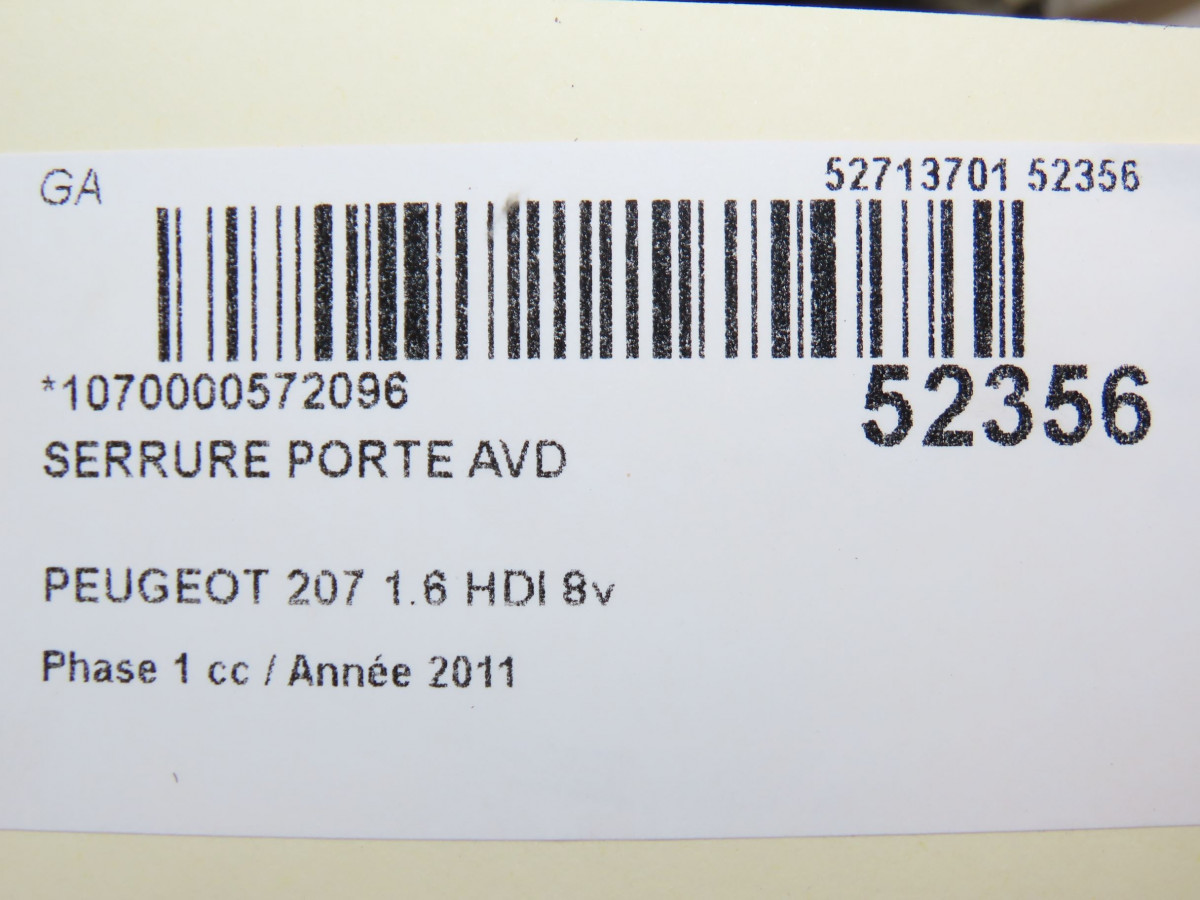 GA
52713701 52356
*1070000572096
52356
SERRURE PORTE AVD
PEUGEOT 207 1.6 HDI 8v
Phase 1 cc / Année 2011